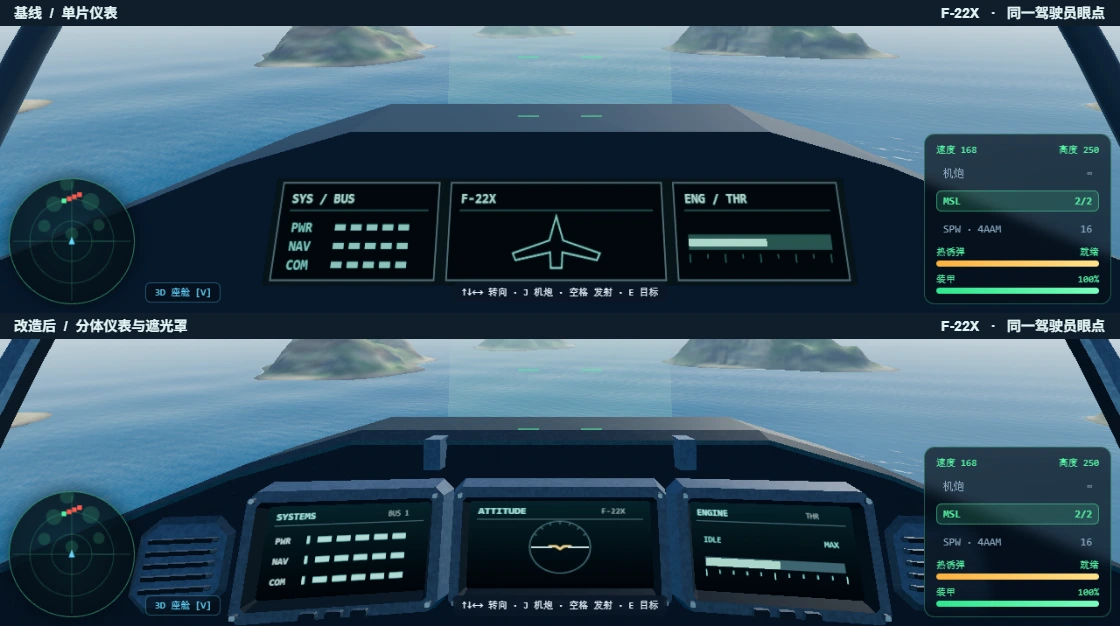 基线 / 单片仪表
F-22X · 同一驾驶员眼点
速度 168 高度 250
机炮 ∞
MSL 2/2
SPW · 4AAM 16
热诱弹 就绪
装甲 100%
SYS / BUS
PWR
NAV
COM
F-22X
ENG / THR
3D 座舱 [V]
↑↓←→ 转向 · J 机炮 · 空格 发射 · E 目标
改造后 / 分体仪表与遮光罩
F-22X · 同一驾驶员眼点
速度 168 高度 250
机炮 ∞
MSL 2/2
SPW · 4AAM 16
热诱弹 就绪
装甲 100%
SYSTEMS BUS 1
PWR
NAV
COM
ATTITUDE F-22X
ENGINE THR
IDLE MAX
3D 座舱 [V]
↑↓←→ 转向 · J 机炮 · 空格 发射 · E 目标